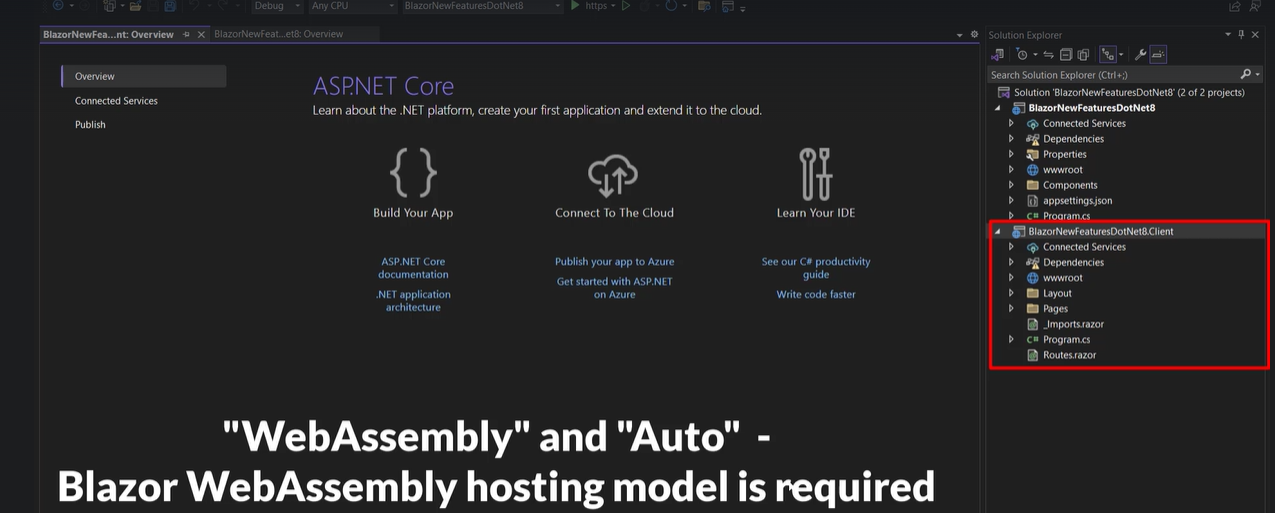 Debug
Any CPU
BlazorNewFeaturesDotNet8
https
BlazorNewFea...nt: Overview
BlazorNewFeat...et8: Overview
Overview
Connected Services
Publish
ASP.NET Core
Learn about the .NET platform, create your first application and extend it to the cloud.
Build Your App
ASP.NET Core
documentation
.NET application
architecture
Connect To The Cloud
Publish your app to Azure
Get started with ASP.NET
on Azure
Learn Your IDE
See our C# productivity
guide
Write code faster
"WebAssembly" and "Auto" -
Blazor WebAssembly hosting model is required
Solution Explorer
Search Solution Explorer (Ctrl+;)
Solution 'BlazorNewFeaturesDotNet8' (2 of 2 projects)
BlazorNewFeaturesDotNet8
Connected Services
Dependencies
Properties
wwwroot
Components
appsettings.json
C# Program.cs
BlazorNewFeaturesDotNet8.Client
Connected Services
Dependencies
wwwroot
Layout
Pages
_Imports.razor
C# Program.cs
Routes.razor